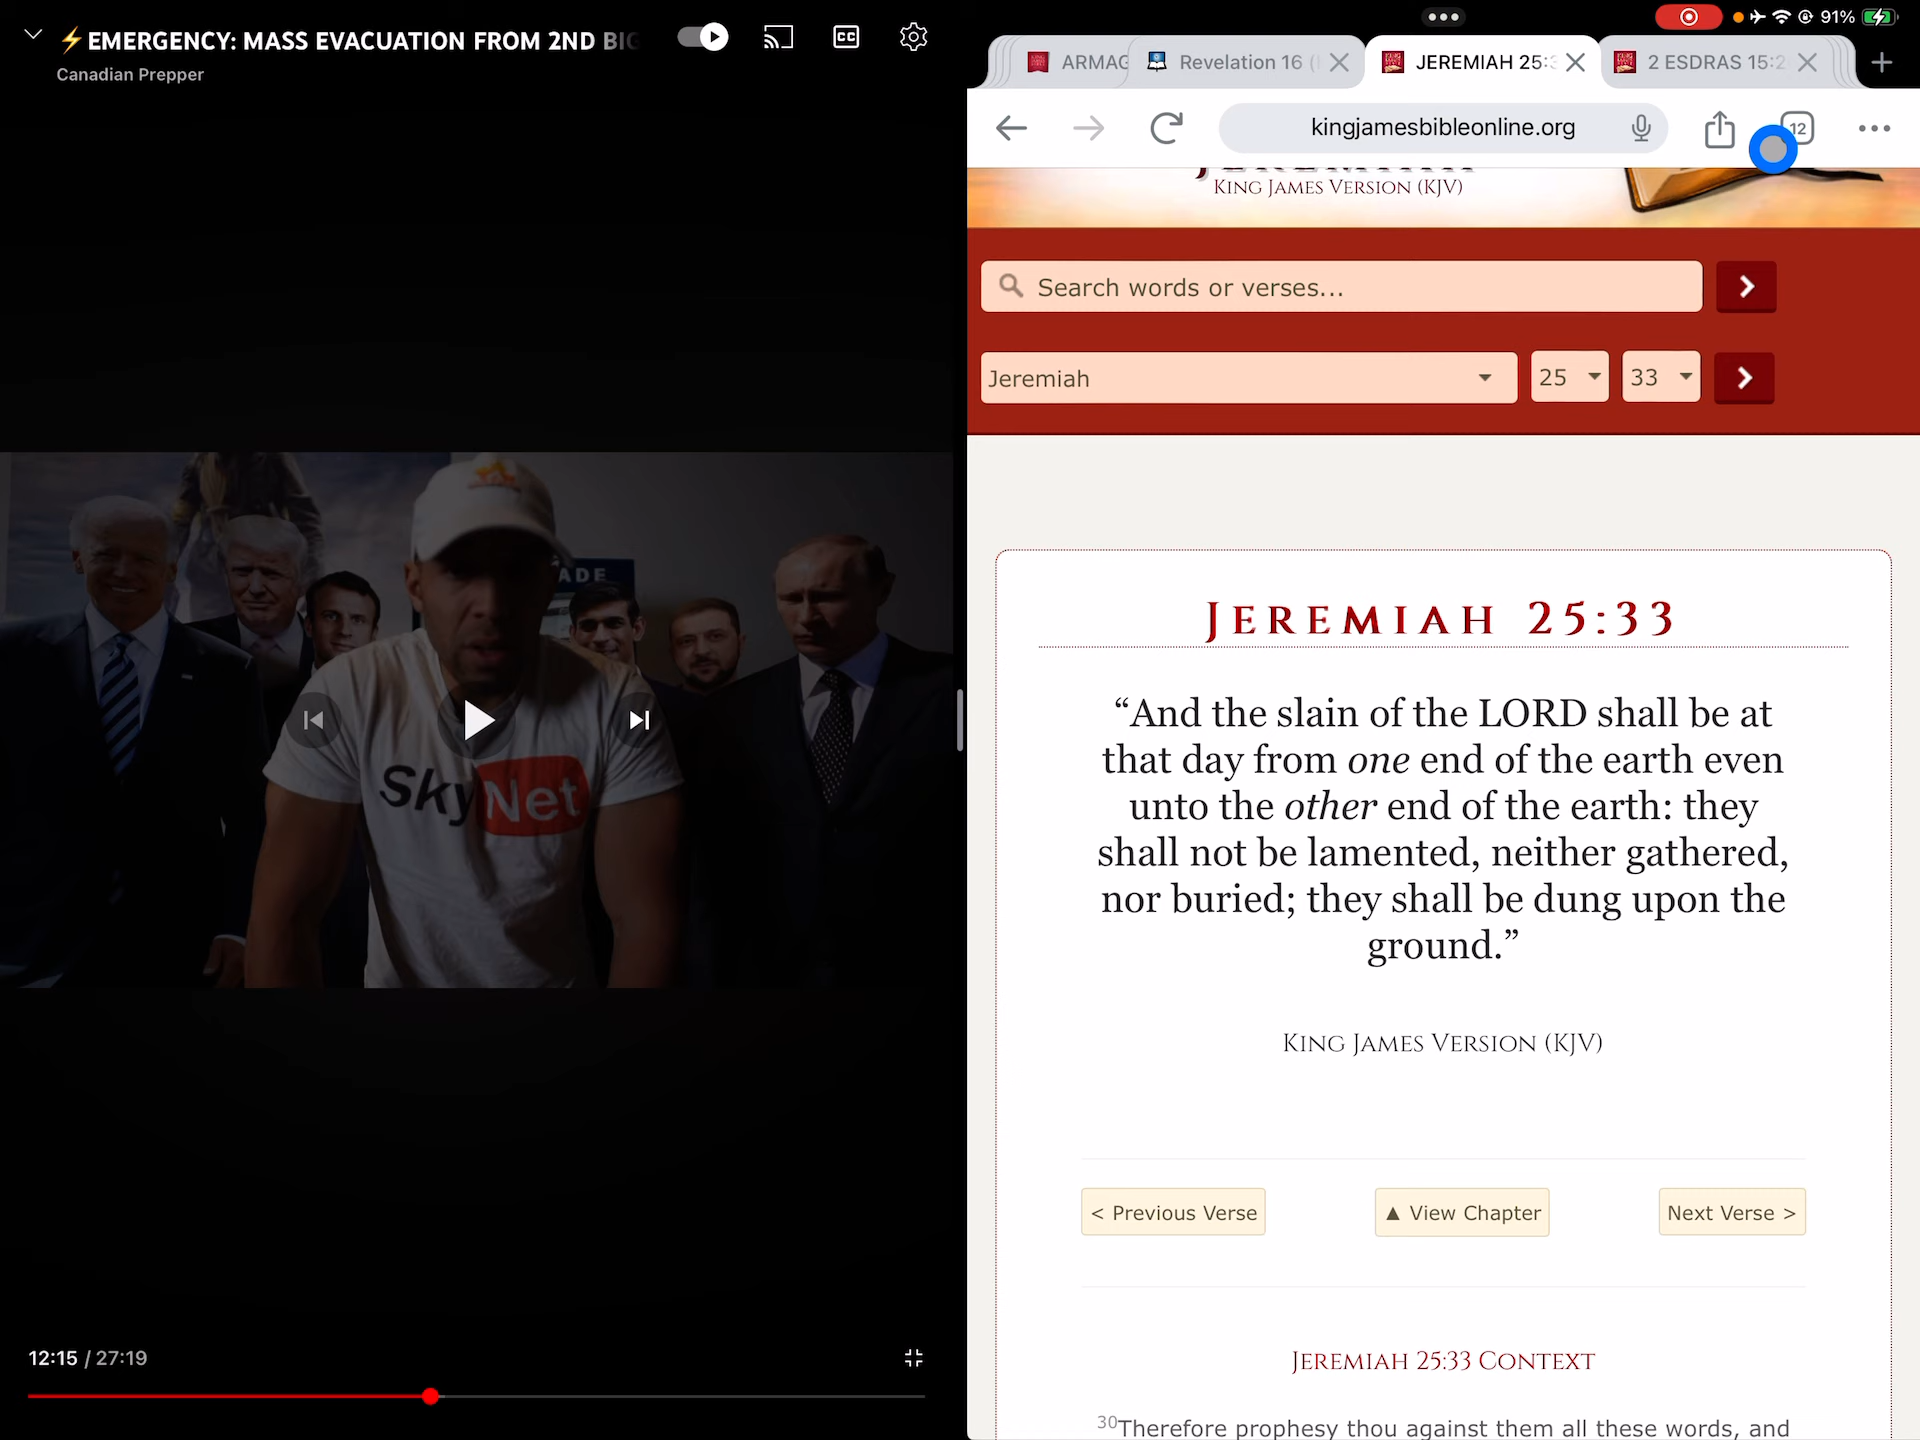 ⚡EMERGENCY: MASS EVACUATION FROM 2ND BIG
Canadian Prepper
CC
ADE
SkyNet
12:15 / 27:19
91%
ARMAG
Revelation 16 (
JEREMIAH 25:3
2 ESDRAS 15:2
kingjamesbibleonline.org
12
JEREMIAH
King James Version (KJV)
Search words or verses...
Jeremiah
25
33
Jeremiah 25:33
“And the slain of the LORD shall be at
that day from one end of the earth even
unto the other end of the earth: they
shall not be lamented, neither gathered,
nor buried; they shall be dung upon the
ground.”
King James Version (KJV)
< Previous Verse
▲ View Chapter
Next Verse >
Jeremiah 25:33 Context
30Therefore prophesy thou against them all these words, and